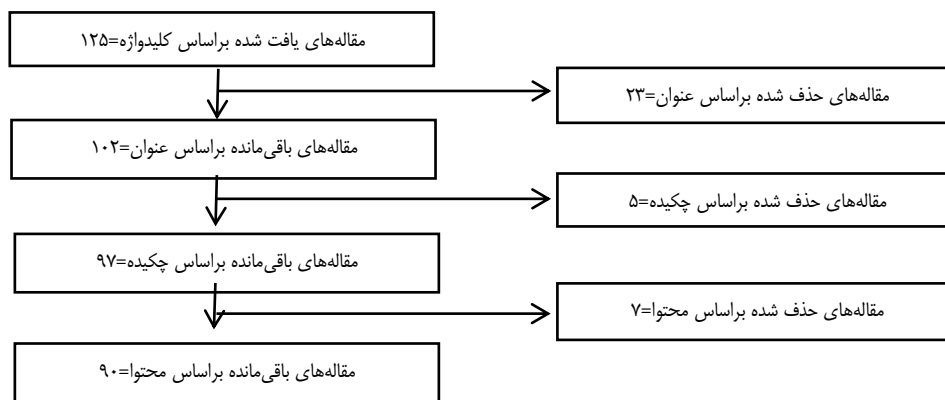 مقاله‌های یافت شده براساس کلیدواژه=۱۲۵
مقاله‌های حذف شده براساس عنوان=۲۳
مقاله‌های باقی‌مانده براساس عنوان=۱۰۲
مقاله‌های حذف شده براساس چکیده=۵
مقاله‌های باقی‌مانده براساس چکیده=۹۷
مقاله‌های حذف شده براساس محتوا=۷
مقاله‌های باقی‌مانده براساس محتوا=۹۰